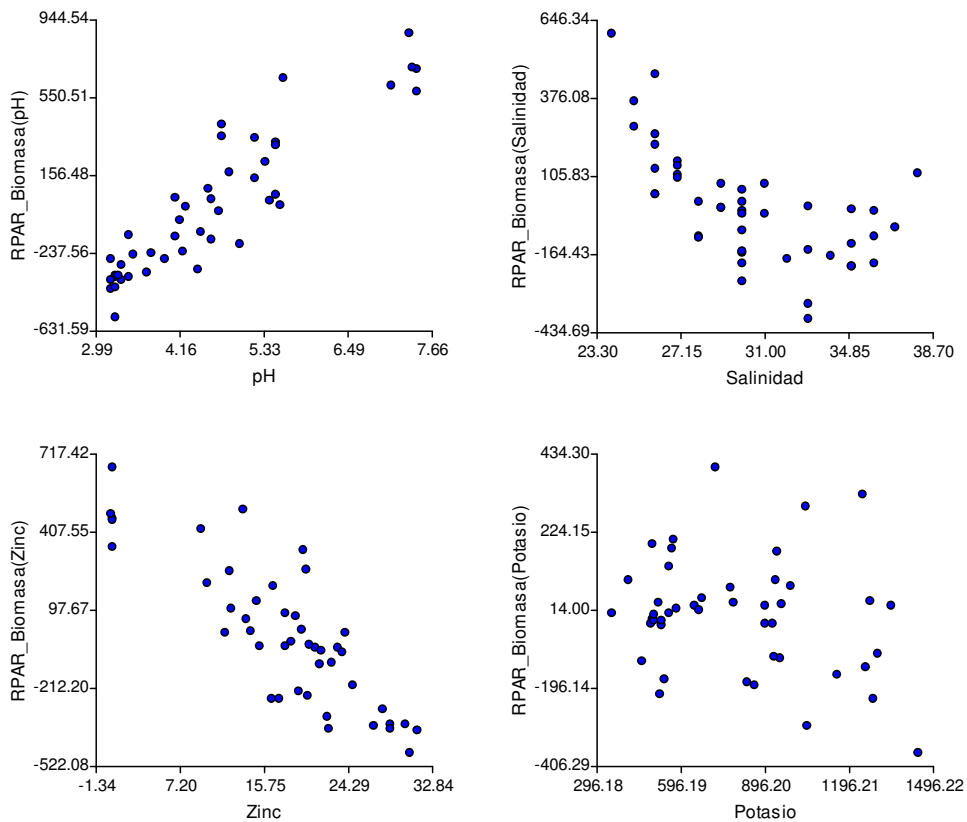 944.54
550.51
156.48
-237.56
-631.59
RPAR_Biomasa(pH)
2.99 4.16 5.33 6.49 7.66
pH
646.34
376.08
105.83
-164.43
-434.69
RPAR_Biomasa(Salinidad)
23.30 27.15 31.00 34.85 38.70
Salinidad
717.42
407.55
97.67
-212.20
-522.08
RPAR_Biomasa(Zinc)
-1.34 7.20 15.75 24.29 32.84
Zinc
434.30
224.15
14.00
-196.14
-406.29
RPAR_Biomasa(Potasio)
296.18 596.19 896.20 1196.21 1496.22
Potasio